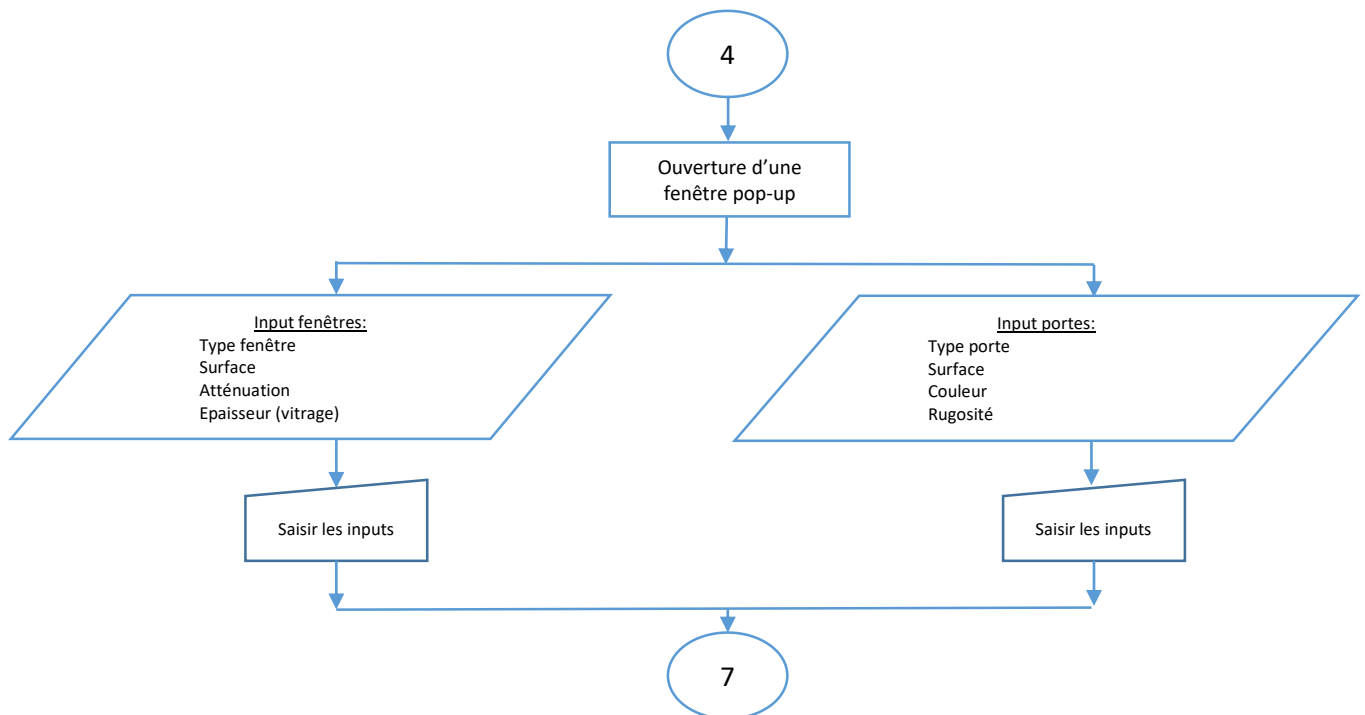 4
Ouverture d’une
fenêtre pop-up
Input fenêtres:
Type fenêtre
Surface
Atténuation
Epaisseur (vitrage)
Input portes:
Type porte
Surface
Couleur
Rugosité
Saisir les inputs
Saisir les inputs
7